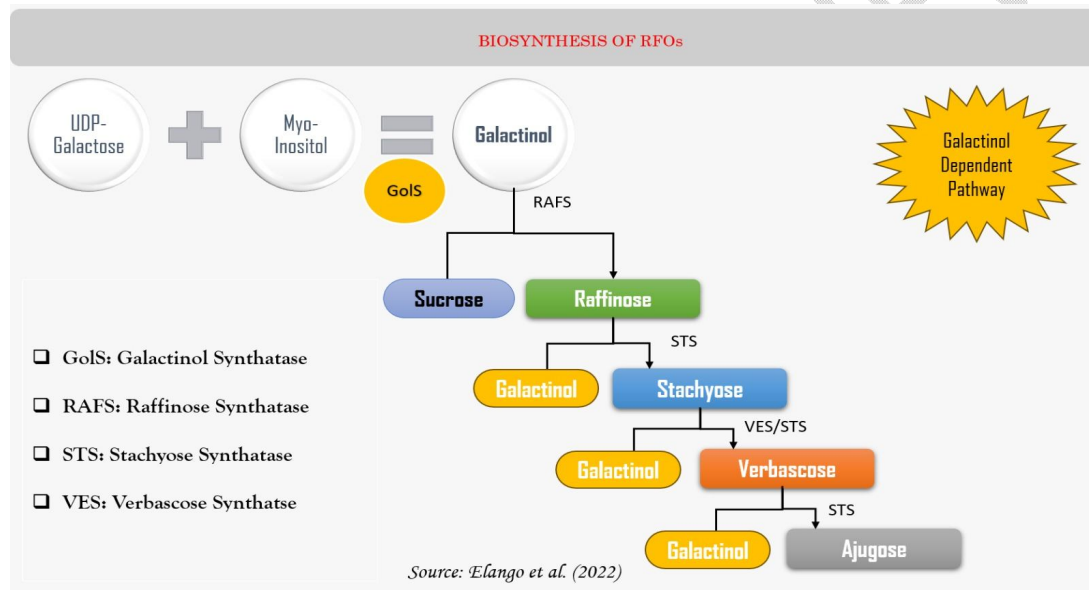 BIOSYNTHESIS OF RFOs
UDP-
Galactose
Myo-
Inositol
Galactinol
GolS
Galactinol
Dependent
Pathway
RAFS
Sucrose
Raffinose
STS
Galactinol
Stachyose
VES/STS
Galactinol
Verbascose
STS
Galactinol
Ajugose
GolS: Galactinol Synthatase
RAFS: Raffinose Synthatase
STS: Stachyose Synthatase
VES: Verbascose Synthatse
Source: Elango et al. (2022)